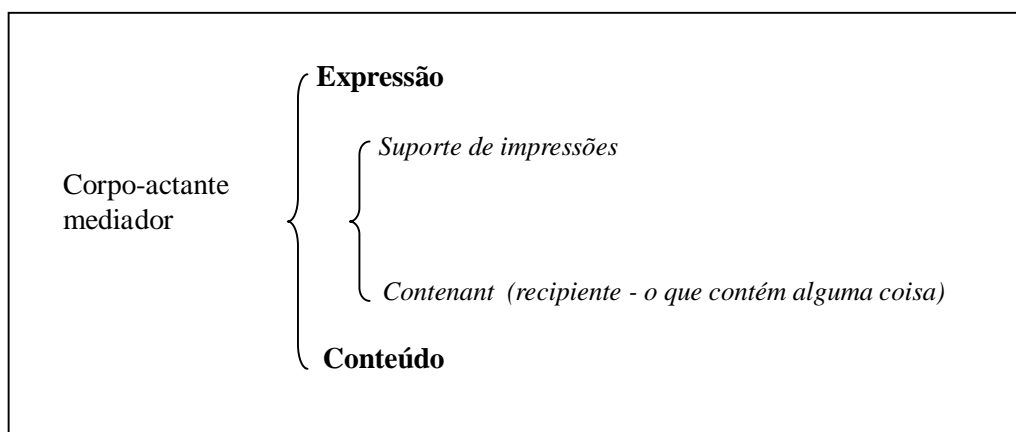 Expressão
Suporte de impressões
Corpo-actante
mediador
Contenant (recipiente - o que contém alguma coisa)
Conteúdo